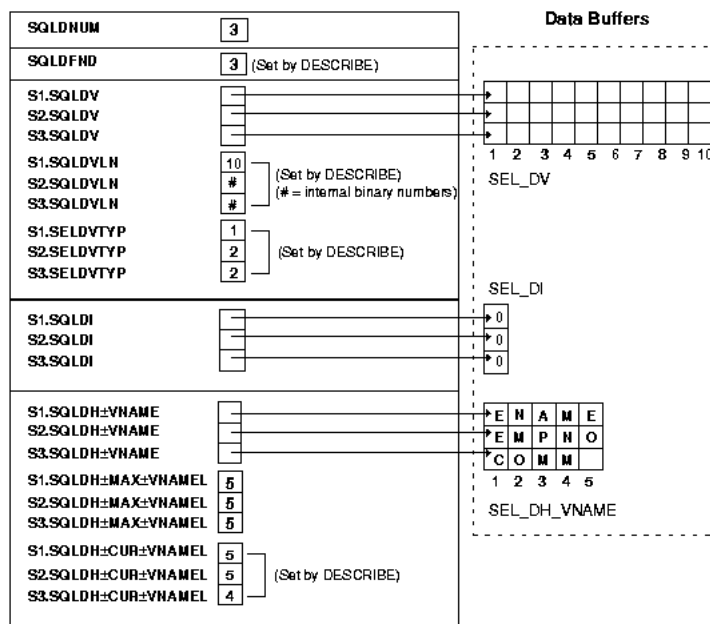 Data Buffers
SQLDNUM 3
SQLDFND 3 (Set by DESCRIBE)
S1.SQLDV
S2.SQLDV
S3.SQLDV
1 2 3 4 5 6 7 8 9 10
SEL_DV
S1.SQLDVLN 10
S2.SQLDVLN #
S3.SQLDVLN #
(Set by DESCRIBE)
(# = internal binary numbers)
S1.SELDVTYP 1
S2.SELDVTYP 2
S3.SELDVTYP 2
(Set by DESCRIBE)
SEL_DI
S1.SQLDI 0
S2.SQLDI 0
S3.SQLDI 0
S1.SQLDH±VNAME E N A M E
S2.SQLDH±VNAME E M P N O
S3.SQLDH±VNAME C O M M
1 2 3 4 5
SEL_DH_VNAME
S1.SQLDH±MAX±VNAMEL 5
S2.SQLDH±MAX±VNAMEL 5
S3.SQLDH±MAX±VNAMEL 5
S1.SQLDH±CUR±VNAMEL 5
S2.SQLDH±CUR±VNAMEL 5
S3.SQLDH±CUR±VNAMEL 4
(Set by DESCRIBE)